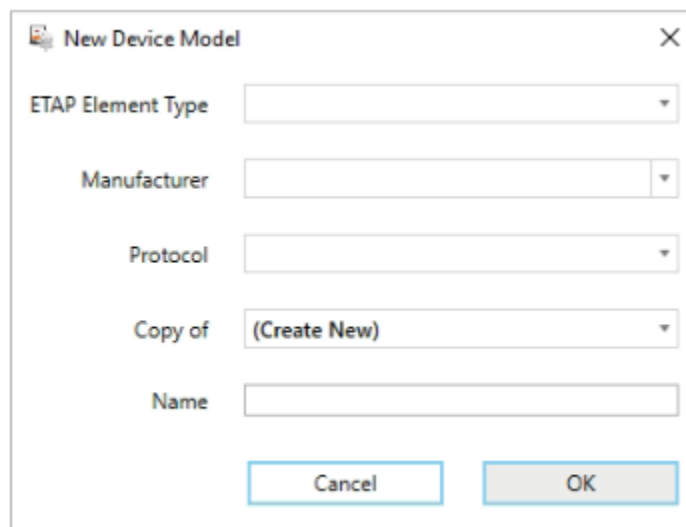 New Device Model
ETAP Element Type
Manufacturer
Protocol
Copy of (Create New)
Name
Cancel OK